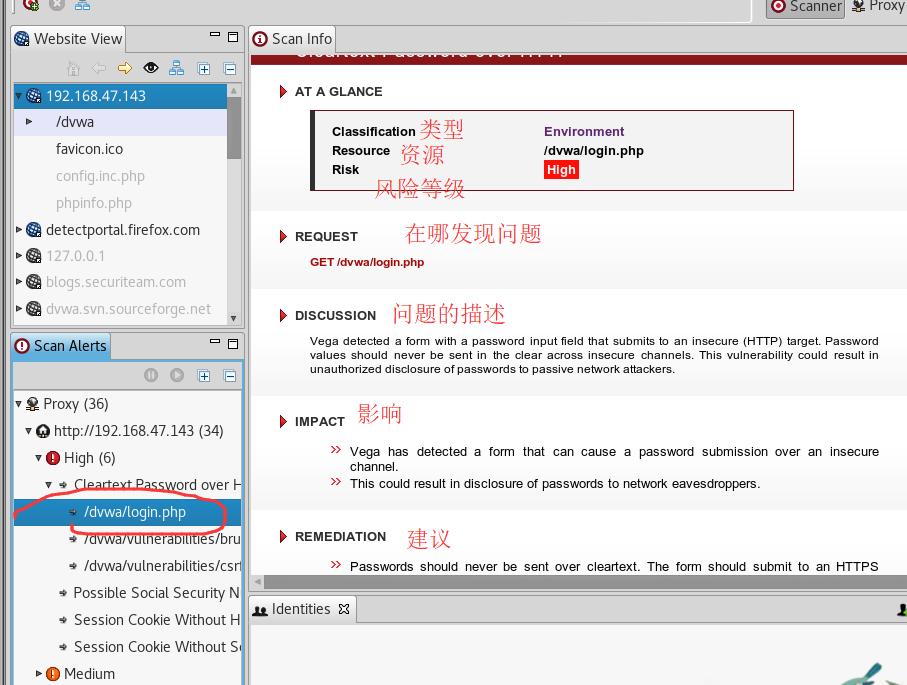 Scanner
Proxy
Website View
192.168.47.143
/dvwa
favicon.ico
config.inc.php
phpinfo.php
detectportal.firefox.com
127.0.0.1
blogs.securiteam.com
dvwa.svn.sourceforge.net
Scan Alerts
Proxy (36)
http://192.168.47.143 (34)
High (6)
Cleartext Password over H
/dvwa/login.php
/dvwa/vulnerabilities/bru
/dvwa/vulnerabilities/csrf
Possible Social Security N
Session Cookie Without H
Session Cookie Without Se
Medium
Scan Info
Cleartext Password over HTTP
AT A GLANCE
Classification 类型 Environment
Resource 资源 /dvwa/login.php
Risk High
风险等级
REQUEST 在哪发现问题
GET /dvwa/login.php
DISCUSSION 问题的描述
Vega detected a form with a password input field that submits to an insecure (HTTP) target. Password
values should never be sent in the clear across insecure channels. This vulnerability could result in
unauthorized disclosure of passwords to passive network attackers.
IMPACT 影响
Vega has detected a form that can cause a password submission over an insecure
channel.
This could result in disclosure of passwords to network eavesdroppers.
REMEDIATION 建议
Passwords should never be sent over cleartext. The form should submit to an HTTPS
Identities